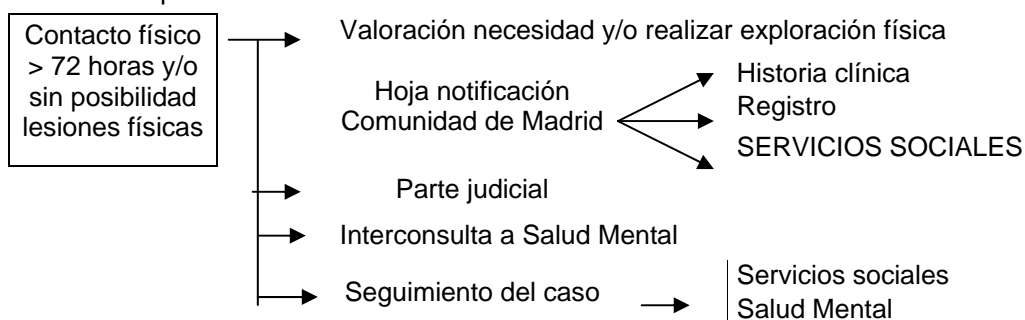 Contacto físico
> 72 horas y/o
sin posibilidad
lesiones físicas
Valoración necesidad y/o realizar exploración física
Hoja notificación
Comunidad de Madrid
Historia clínica
Registro
SERVICIOS SOCIALES
Parte judicial
Interconsulta a Salud Mental
Seguimiento del caso
Servicios sociales
Salud Mental